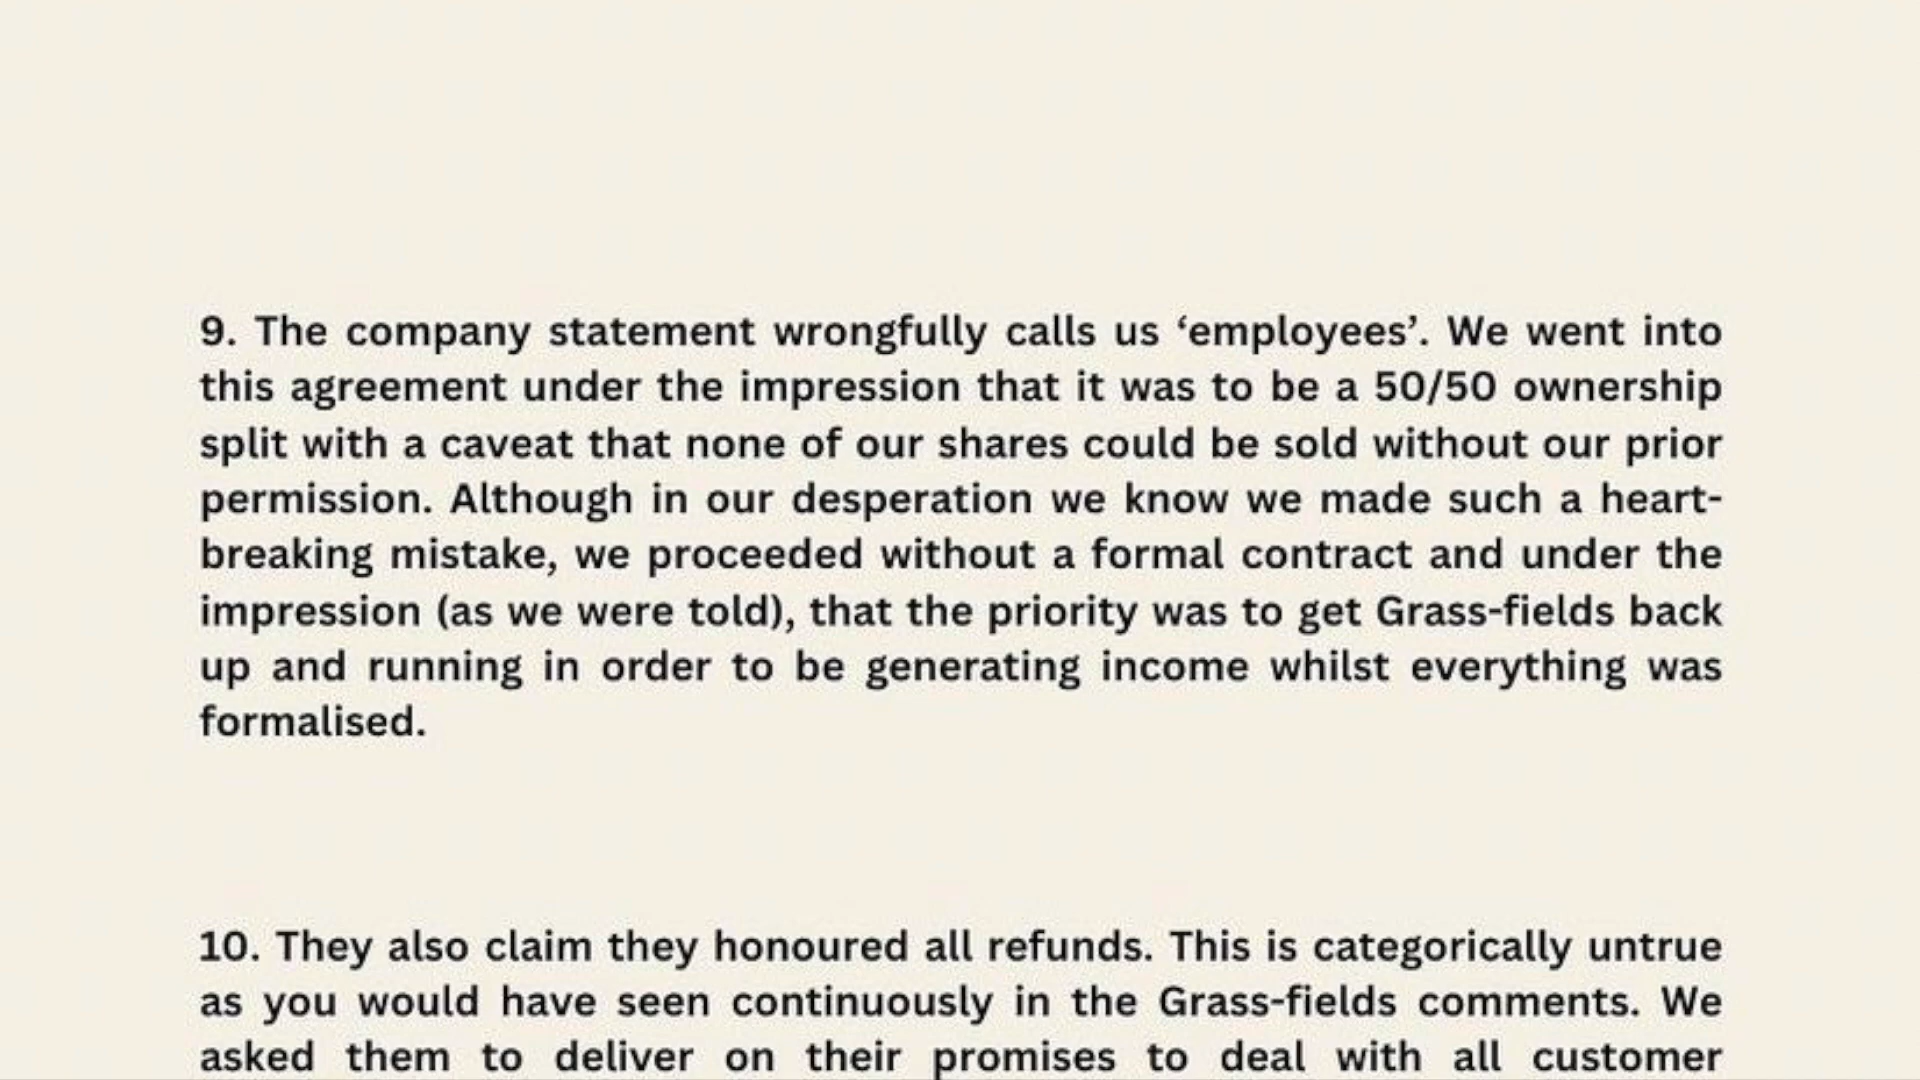 9. The company statement wrongfully calls us ‘employees’. We went into
this agreement under the impression that it was to be a 50/50 ownership
split with a caveat that none of our shares could be sold without our prior
permission. Although in our desperation we know we made such a heart-
breaking mistake, we proceeded without a formal contract and under the
impression (as we were told), that the priority was to get Grass-fields back
up and running in order to be generating income whilst everything was
formalised.
10. They also claim they honoured all refunds. This is categorically untrue
as you would have seen continuously in the Grass-fields comments. We
asked them to deliver on their promises to deal with all customer